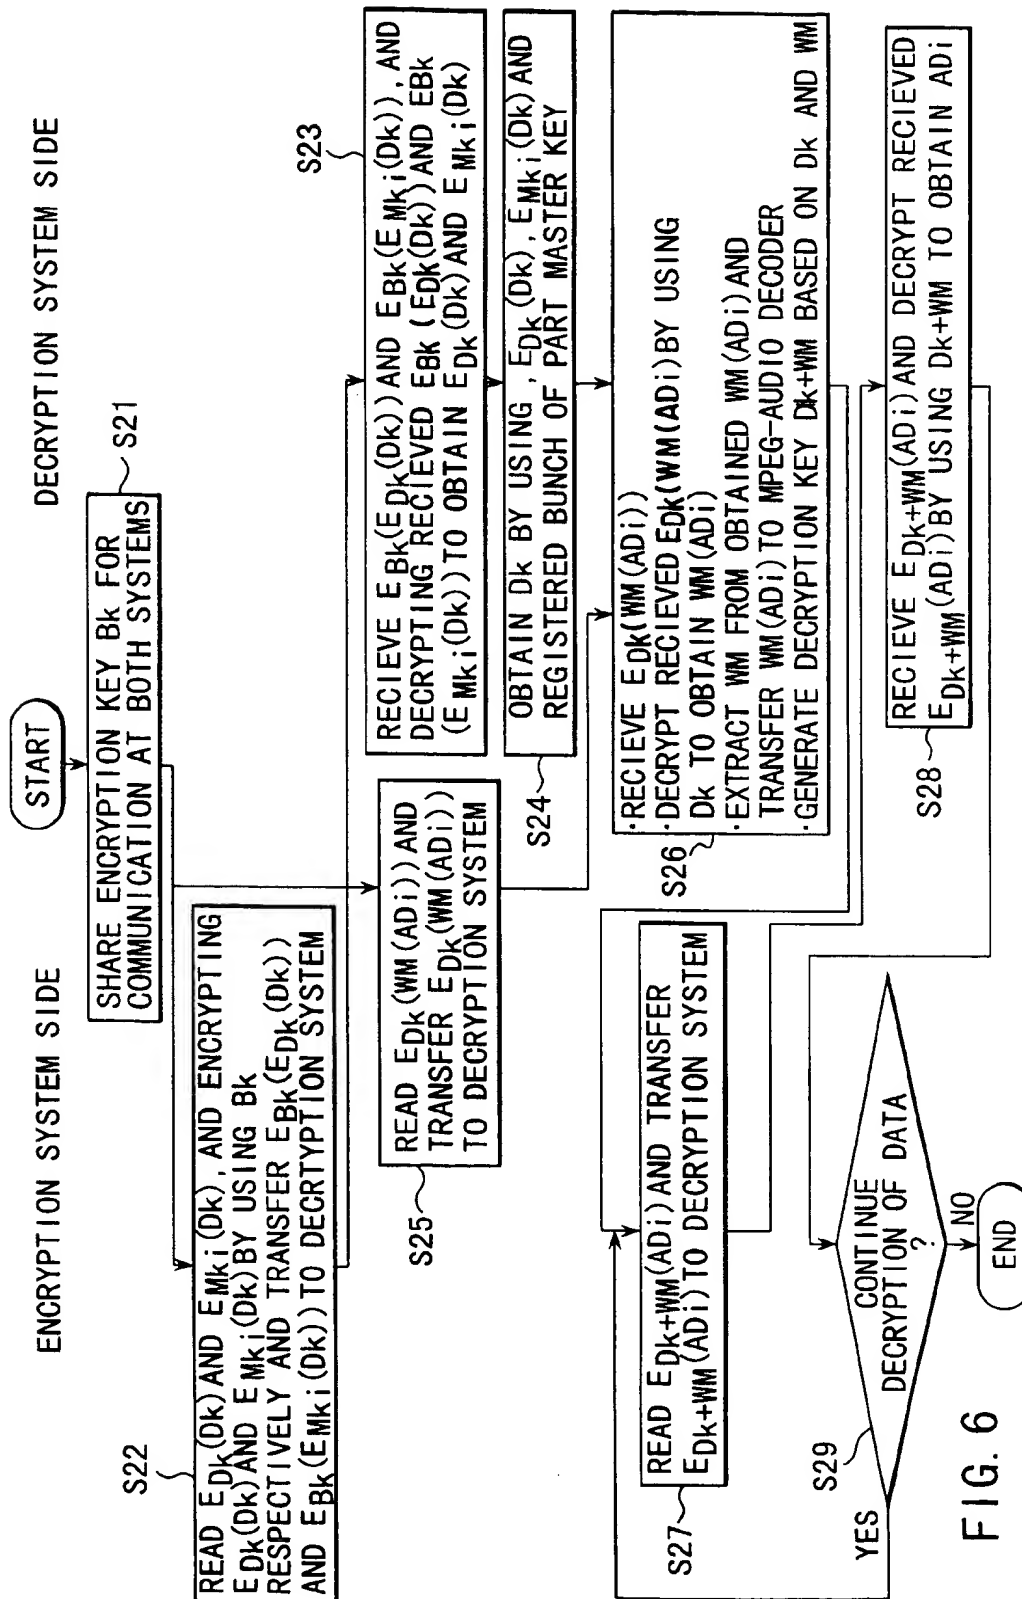 ENCRYPTION SYSTEM SIDE
DECRYPTION SYSTEM SIDE
START
SHARE ENCRYPTION KEY Bk FOR
COMMUNICATION AT BOTH SYSTEMS
S21
S22
READ EDk(Dk) AND EMki(Dk), AND ENCRYPTING
EDk(Dk) AND EMki(Dk) BY USING Bk
RESPECTIVELY AND TRANSFER EBk(EDk(Dk))
AND EBk(EMki(Dk)) TO DECRTYPTION SYSTEM
S23
RECIEVE EBk(EDk(Dk)) AND EBk(EMki(Dk)), AND
DECRYPTING RECIEVED EBk (EDk(Dk)) AND EBk
(EMki(Dk)) TO OBTAIN EDk(Dk) AND EMki(Dk)
S24
OBTAIN Dk BY USING , EDk(Dk), EMki(Dk) AND
REGISTERED BUNCH OF PART MASTER KEY
S25
READ EDk(WM(ADi)) AND
TRANSFER EDk(WM(ADi))
TO DECRYPTION SYSTEM
S26
·RECIEVE EDk(WM(ADi))
·DECRYPT RECIEVED EDk(WM(ADi) BY USING
Dk TO OBTAIN WM(ADi)
·EXTRACT WM FROM OBTAINED WM(ADi) AND
TRANSFER WM(ADi) TO MPEG-AUDIO DECODER
·GENERATE DECRYPTION KEY Dk+WM BASED ON Dk AND WM
S27
READ EDk+WM(ADi) AND TRANSFER
EDk+WM(ADi) TO DECRYPTION SYSTEM
S28
RECIEVE EDk+WM(ADi) AND DECRYPT RECIEVED
EDk+WM(ADi) BY USING Dk+WM TO OBTAIN ADi
S29
CONTINUE
DECRYPTION OF DATA
?
YES
NO
END
FIG. 6